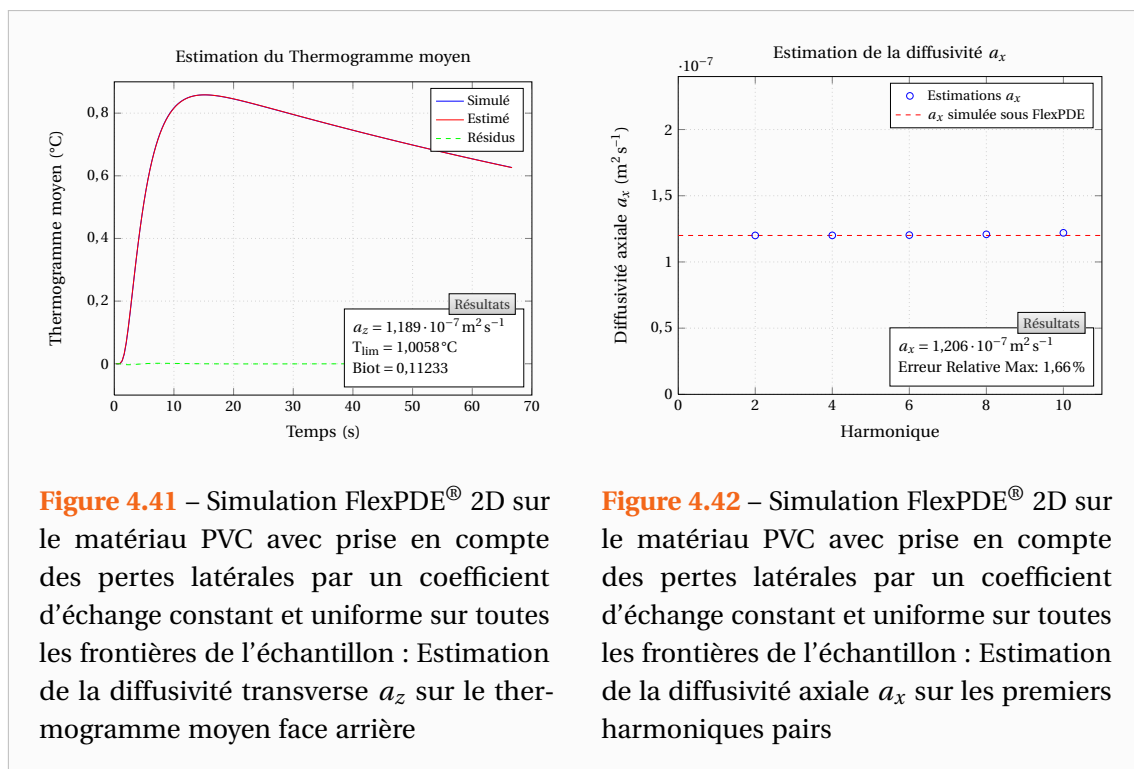 Estimation du Thermogramme moyen
Thermogramme moyen (°C)
0,8
0,6
0,4
0,2
0
Simulé
Estimé
Résidus
Résultats
a_z = 1,189 · 10⁻⁷ m² s⁻¹
T_lim = 1,0058 °C
Biot = 0,11233
0 10 20 30 40 50 60 70
Temps (s)
Estimation de la diffusivité a_x
·10⁻⁷
Diffusivité axiale a_x (m² s⁻¹)
2
1,5
1
0,5
0
Estimations a_x
a_x simulée sous FlexPDE
Résultats
a_x = 1,206 · 10⁻⁷ m² s⁻¹
Erreur Relative Max: 1,66 %
0 2 4 6 8 10
Harmonique
Figure 4.41 – Simulation FlexPDE® 2D sur
le matériau PVC avec prise en compte
des pertes latérales par un coefficient
d’échange constant et uniforme sur toutes
les frontières de l’échantillon : Estimation
de la diffusivité transverse a_z sur le ther-
mogramme moyen face arrière
Figure 4.42 – Simulation FlexPDE® 2D sur
le matériau PVC avec prise en compte
des pertes latérales par un coefficient
d’échange constant et uniforme sur toutes
les frontières de l’échantillon : Estimation
de la diffusivité axiale a_x sur les premiers
harmoniques pairs